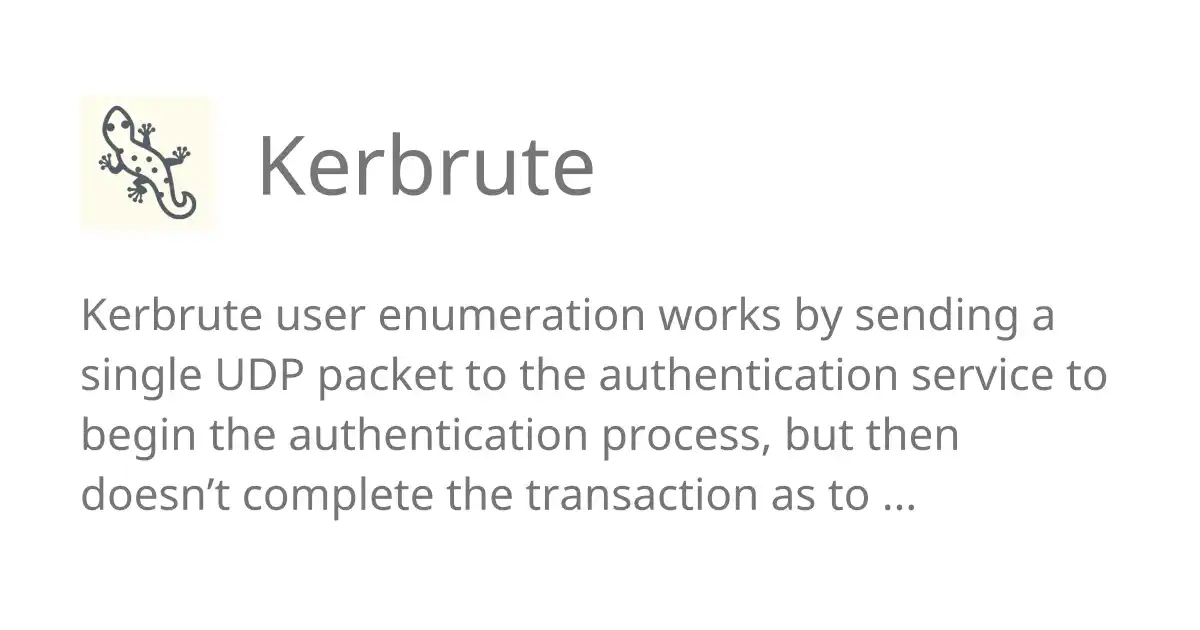 Kerbrute
Kerbrute user enumeration works by sending a
single UDP packet to the authentication service to
begin the authentication process, but then
doesn’t complete the transaction as to ...